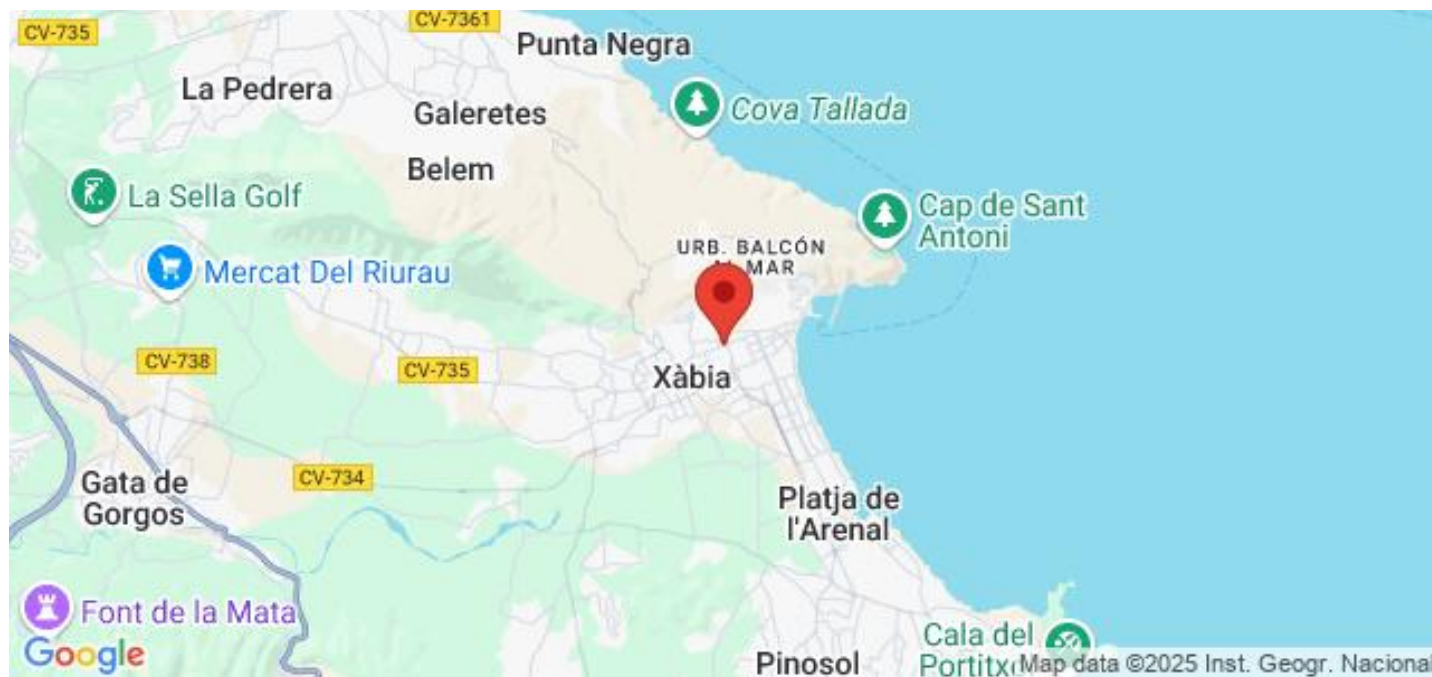 CV-735
CV-7361
Punta Negra
La Pedrera
Galeretes
Cova Tallada
Belem
La Sella Golf
Cap de Sant
Antoni
URB. BALCÓN
MAR
Mercat Del Riurau
CV-738
CV-735
Xàbia
CV-734
Gata de
Gorgos
Platja de
l'Arenal
Font de la Mata
Google
Cala del
Pinosol
Map data ©2025 Inst. Geogr. Nacional